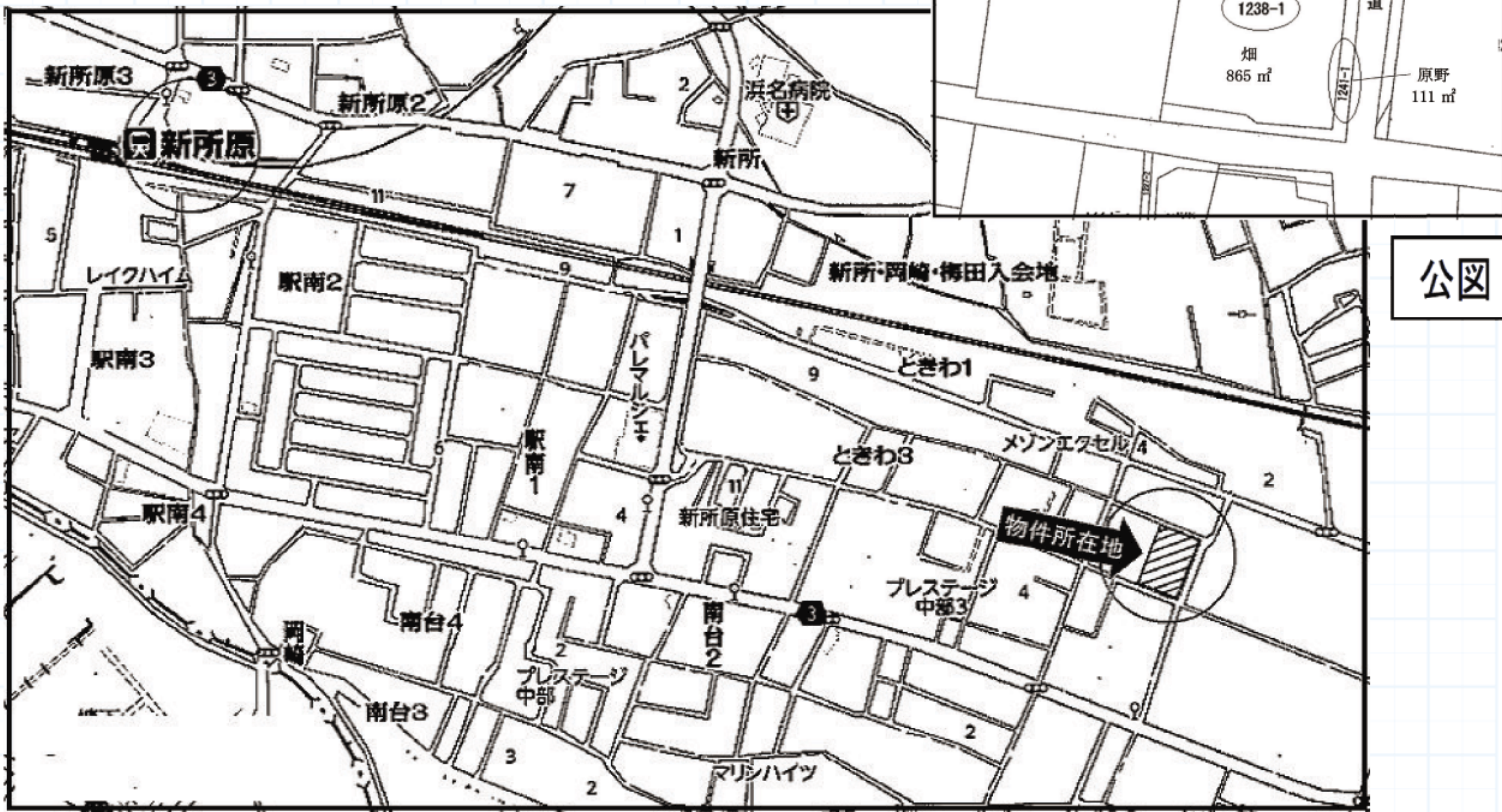 1238-1
道
畑
865 ㎡
1241-1
原野
111 ㎡
公図
新所原3
3
新所原2
2
浜名病院
新所原
新所
11
7
5
1
レイクハイム
駅南2
9
新所・岡崎・梅田入会地
駅南3
パレマルシェ
9
ときわ1
6
駅南1
ときわ3
メゾンエクセル
4
2
駅南4
4
11
新所原住宅
物件所在地
プレステージ
中部3
4
岡崎
南台4
南台2
3
2
プレステージ
中部
南台3
2
3
2
マリンハイツ